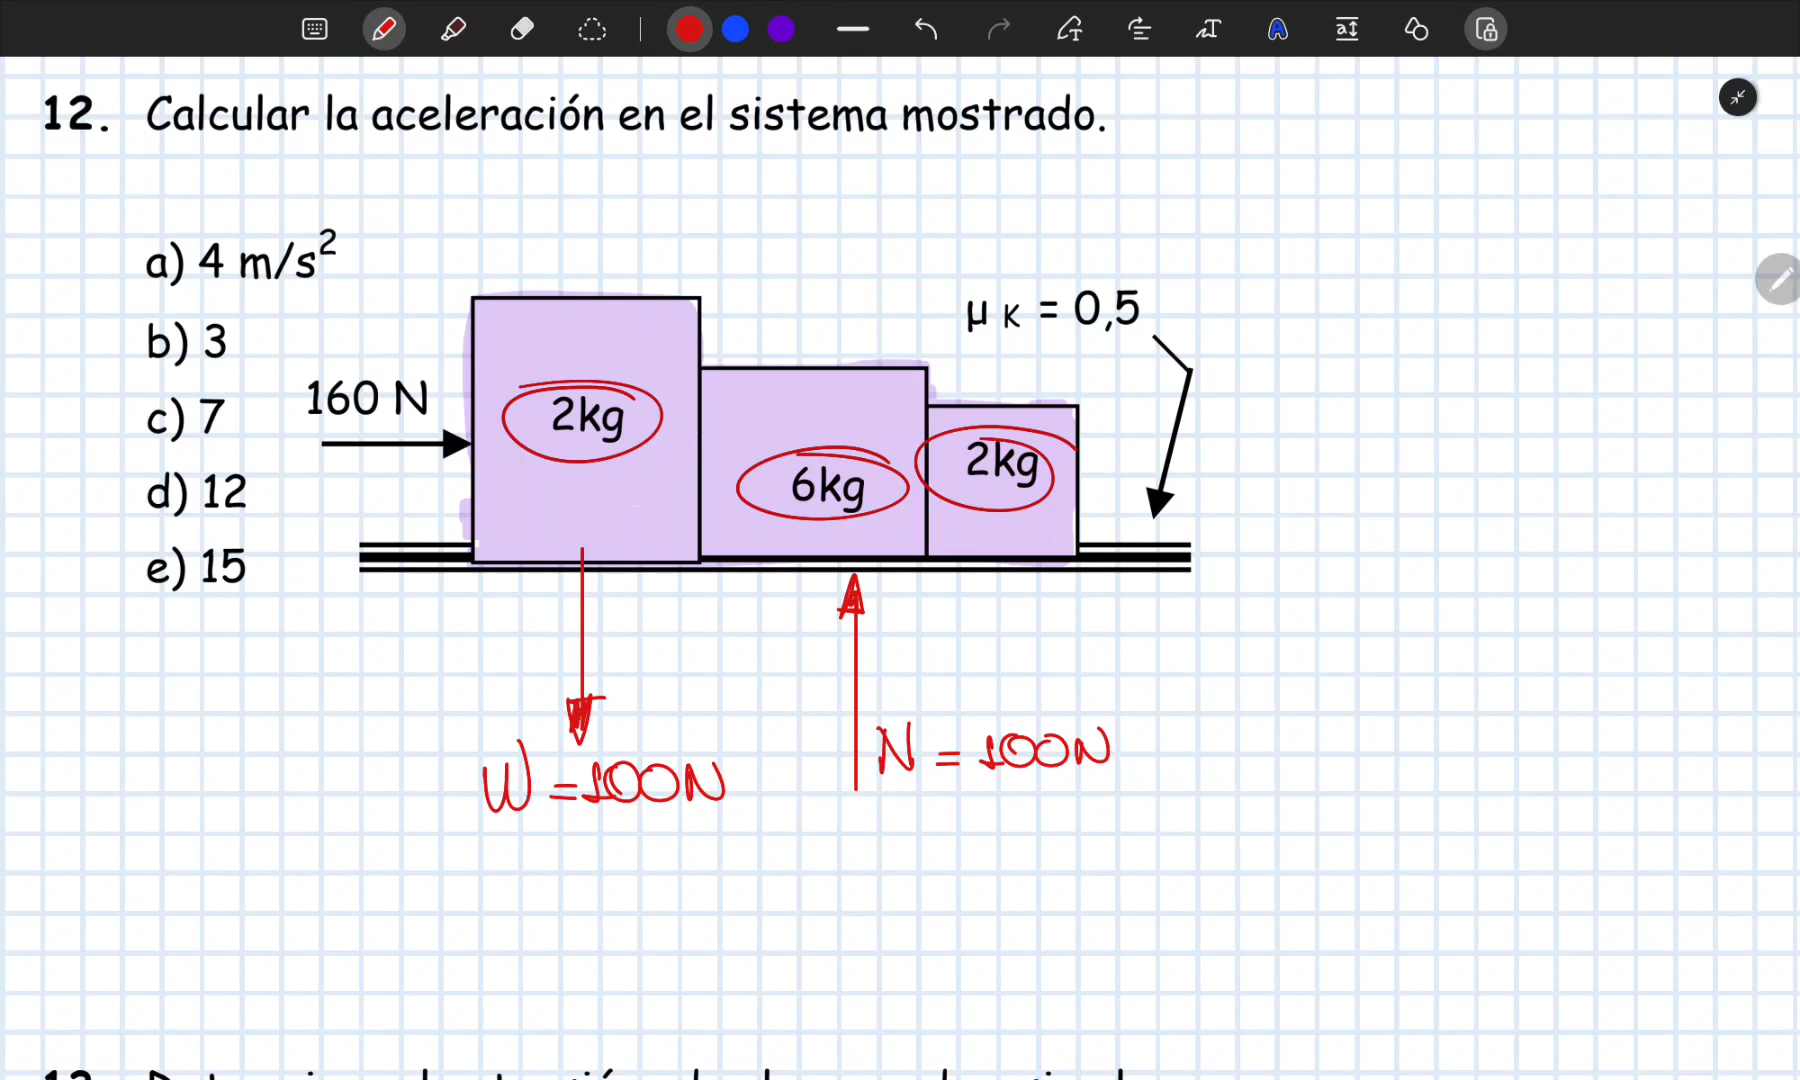 12. Calcular la aceleración en el sistema mostrado.
a) 4 m/s²
b) 3
c) 7
d) 12
e) 15
160 N
2kg
6kg
2kg
μ K = 0,5
W = 100N
N = 100N